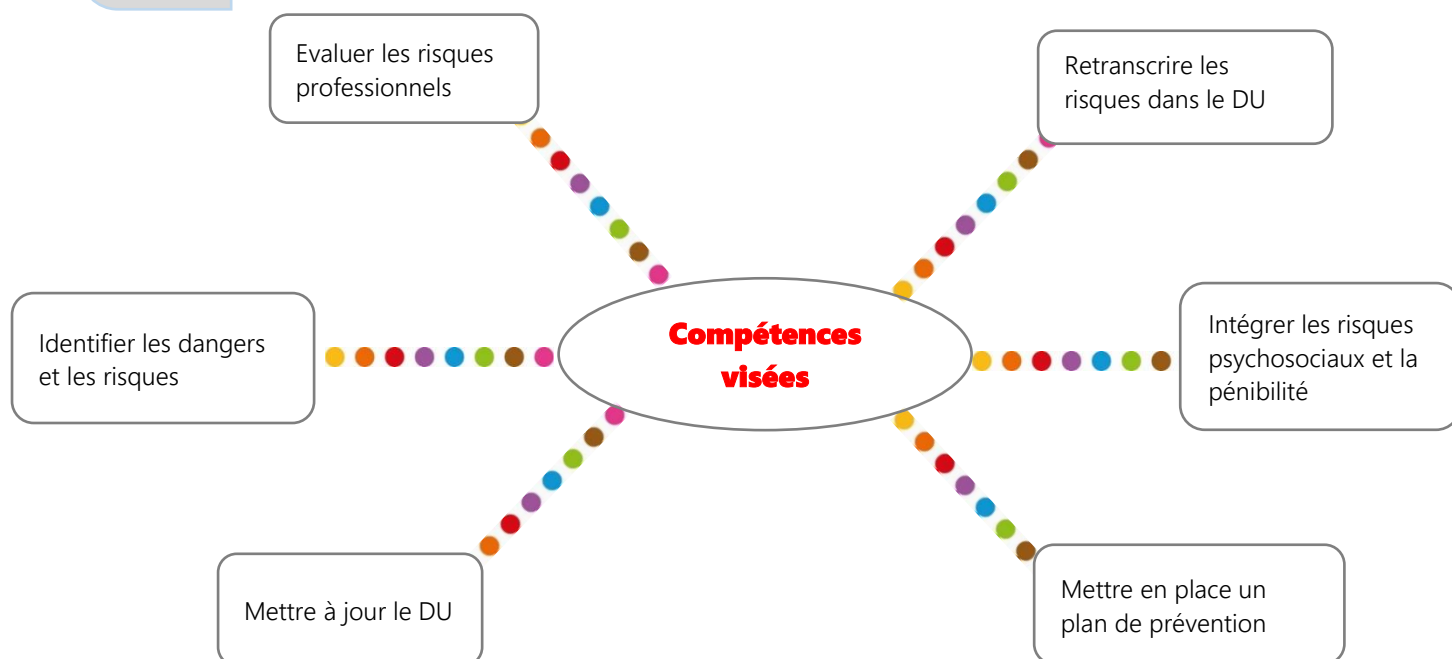 Evaluer les risques
professionnels
Retranscrire les
risques dans le DU
Identifier les dangers
et les risques
Compétences
visées
Intégrer les risques
psychosociaux et la
pénibilité
Mettre à jour le DU
Mettre en place un
plan de prévention